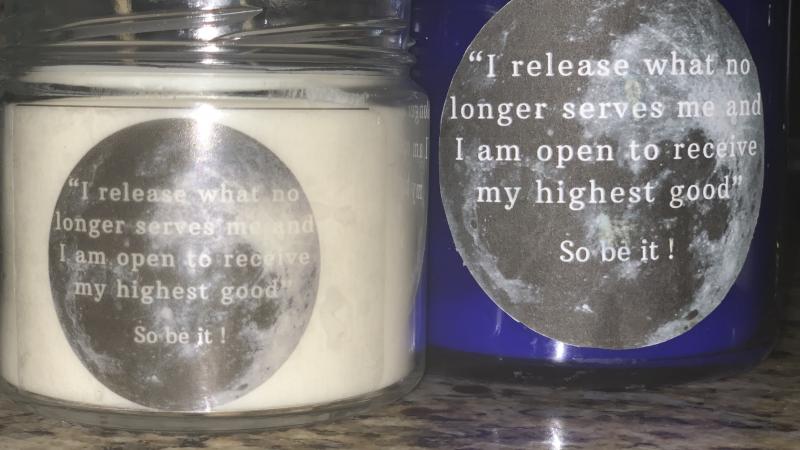 “I release what no
longer serves me and
I am open to receive
my highest good”
So be it !
“I release what no
longer serves me and
I am open to receive
my highest good”
So be it !